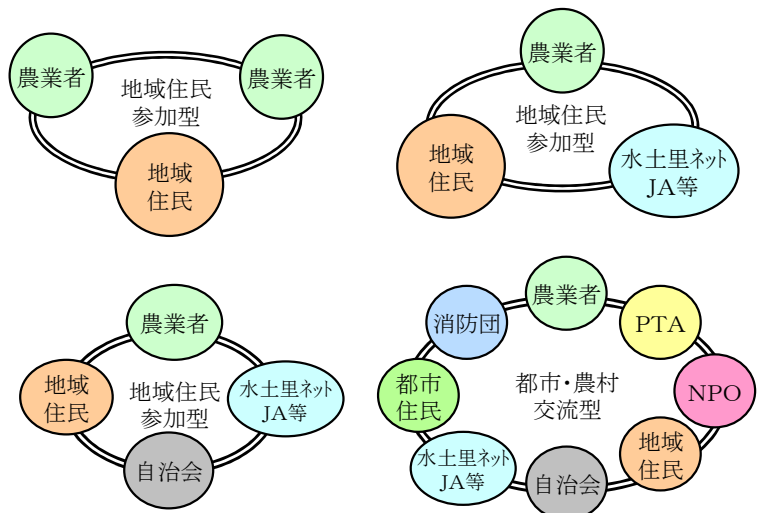 農業者
農業者
地域住民
参加型
地域
住民
農業者
地域住民
参加型
地域
住民
水土里ネット
JA等
農業者
地域
住民
地域住民
参加型
水土里ネット
JA等
自治会
農業者
消防団
PTA
都市
住民
都市・農村
交流型
NPO
地域
住民
水土里ネット
JA等
自治会